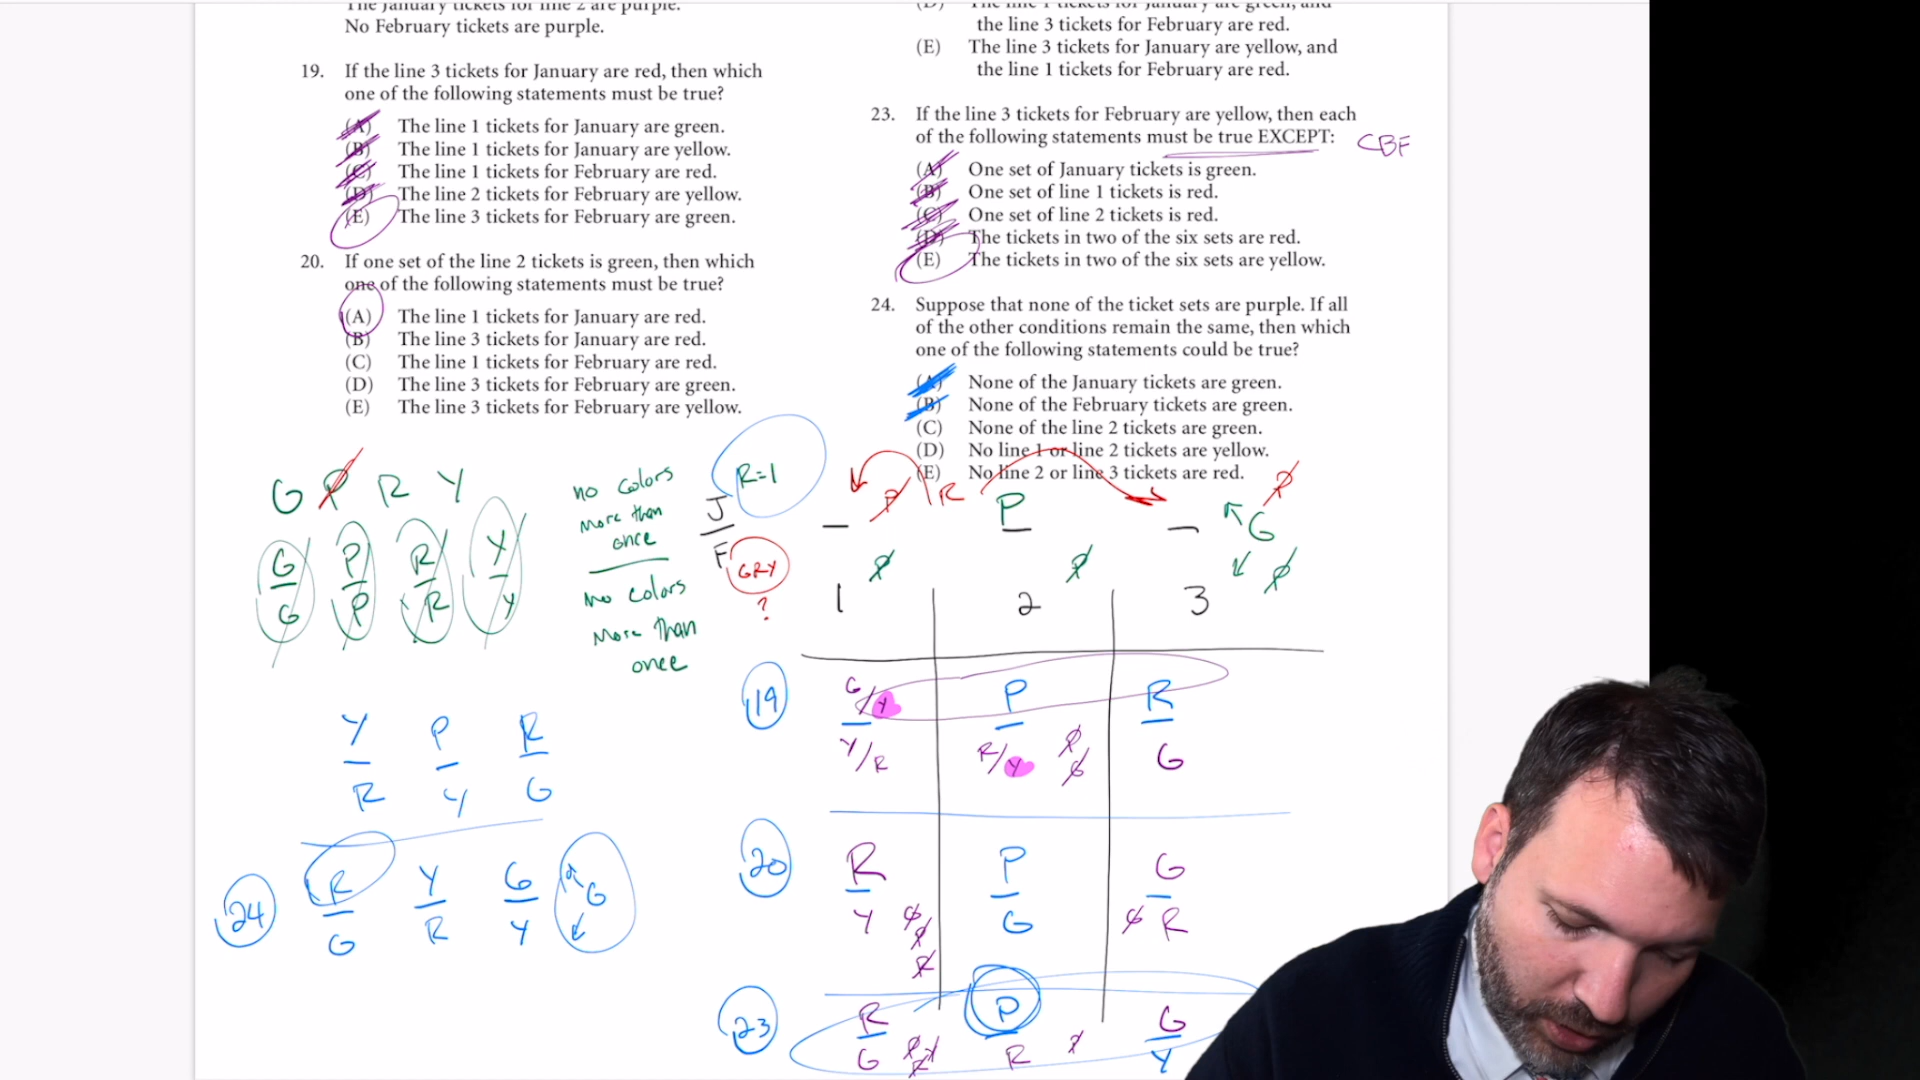 The January tickets for line 2 are purple.
No February tickets are purple.
19. If the line 3 tickets for January are red, then which
one of the following statements must be true?
(A) The line 1 tickets for January are green.
(B) The line 1 tickets for January are yellow.
(C) The line 1 tickets for February are red.
(D) The line 2 tickets for February are yellow.
(E) The line 3 tickets for February are green.
20. If one set of the line 2 tickets is green, then which
one of the following statements must be true?
(A) The line 1 tickets for January are red.
(B) The line 3 tickets for January are red.
(C) The line 1 tickets for February are red.
(D) The line 3 tickets for February are green.
(E) The line 3 tickets for February are yellow.
(D) The line 1 tickets for January are green, and
the line 3 tickets for February are red.
(E) The line 3 tickets for January are yellow, and
the line 1 tickets for February are red.
23. If the line 3 tickets for February are yellow, then each
of the following statements must be true EXCEPT: CBF
(A) One set of January tickets is green.
(B) One set of line 1 tickets is red.
(C) One set of line 2 tickets is red.
(D) The tickets in two of the six sets are red.
(E) The tickets in two of the six sets are yellow.
24. Suppose that none of the ticket sets are purple. If all
of the other conditions remain the same, then which
one of the following statements could be true?
(A) None of the January tickets are green.
(B) None of the February tickets are green.
(C) None of the line 2 tickets are green.
(D) No line 1 or line 2 tickets are yellow.
(E) No line 2 or line 3 tickets are red.
G P R Y
G P R Y
G P R Y
no colors
more than
once
no colors
more than
once
R=1
J
F
GRY
?
P R P G P
P P P
1 2 3
19 G/Y P R
Y/R R/Y P G G
Y P R
R Y G
20 R P G
Y G P R G G R
24 R Y G G
G R Y
23 R P G
G P Y R R Y Y